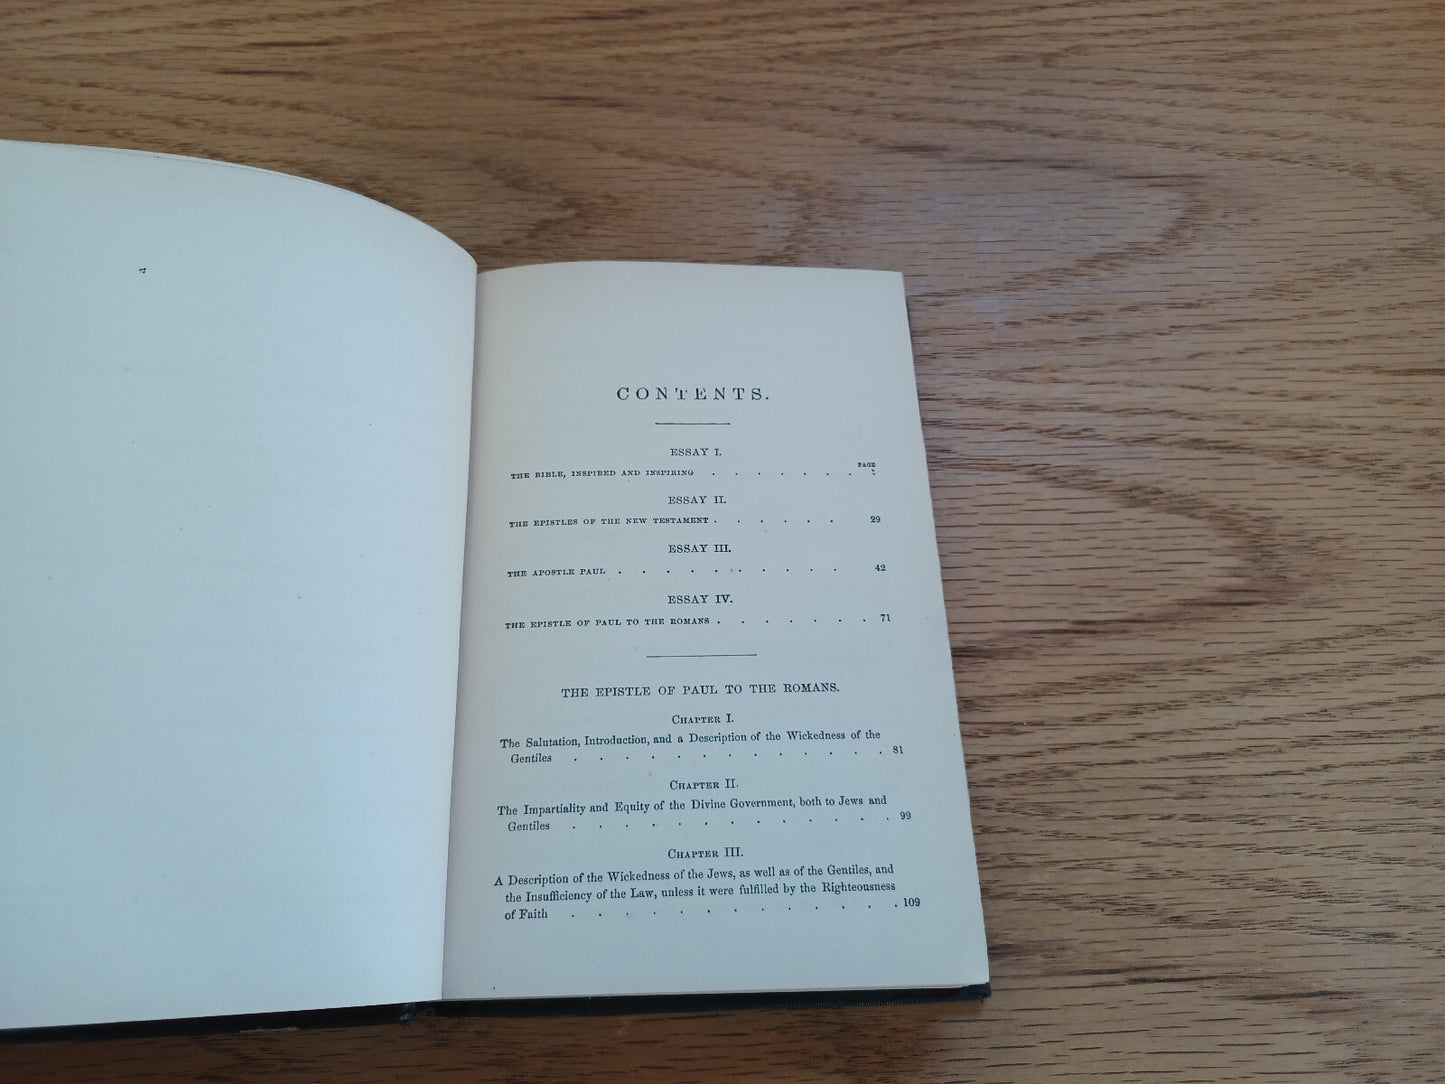 CONTENTS.
ESSAY I.
PAGE
THE BIBLE, INSPIRED AND INSPIRING . . . . . . .
ESSAY II.
THE EPISTLES OF THE NEW TESTAMENT . . . . . . 29
ESSAY III.
THE APOSTLE PAUL . . . . . . . . . . 42
ESSAY IV.
THE EPISTLE OF PAUL TO THE ROMANS . . . . . . . 71
THE EPISTLE OF PAUL TO THE ROMANS.
CHAPTER I.
The Salutation, Introduction, and a Description of the Wickedness of the
Gentiles . . . . . . . . . . . . . 81
CHAPTER II.
The Impartiality and Equity of the Divine Government, both to Jews and
Gentiles . . . . . . . . . . . . . 99
CHAPTER III.
A Description of the Wickedness of the Jews, as well as of the Gentiles, and
the Insufficiency of the Law, unless it were fulfilled by the Righteousness
of Faith . . . . . . . . . . . . . 109